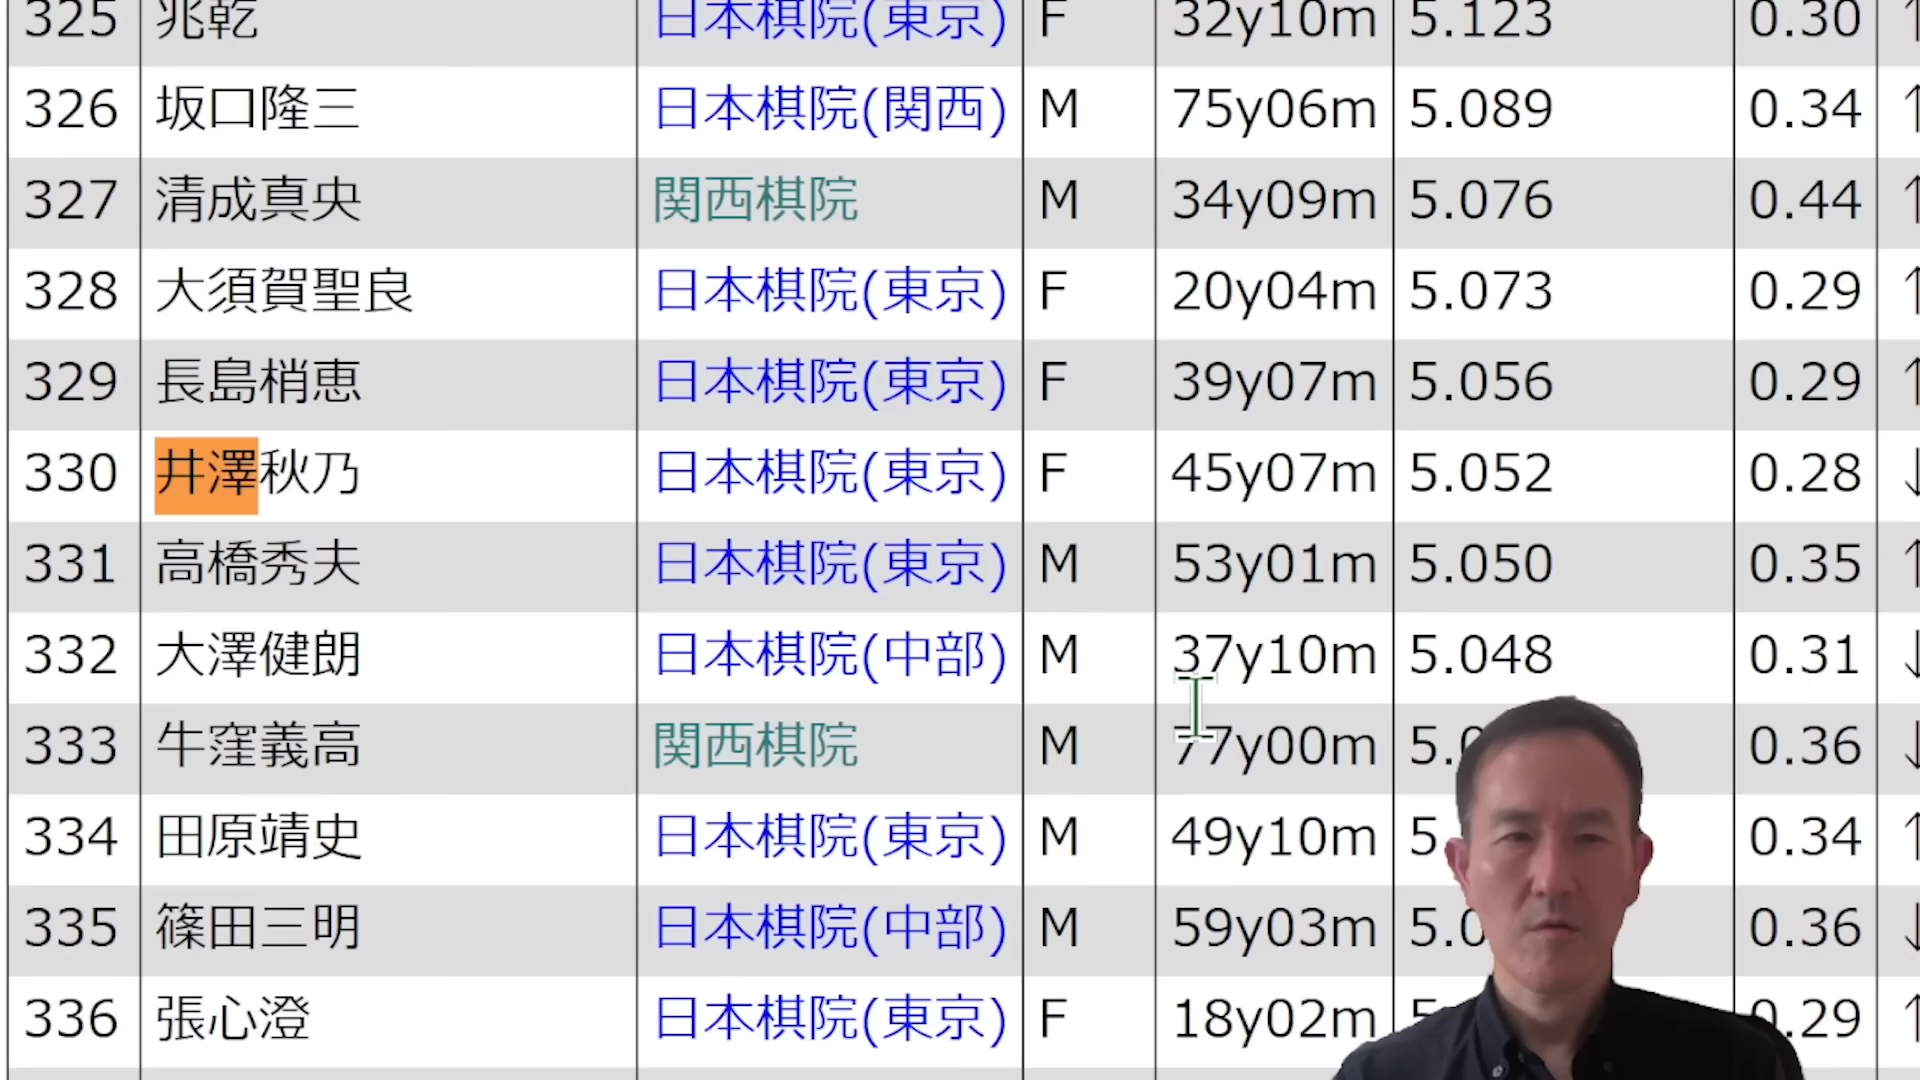 325 兆乾 日本棋院(東京) F 32y10m 5.123 0.30 ↑
326 坂口隆三 日本棋院(関西) M 75y06m 5.089 0.34 ↑
327 清成真央 関西棋院 M 34y09m 5.076 0.44 ↑
328 大須賀聖良 日本棋院(東京) F 20y04m 5.073 0.29 ↑
329 長島梢恵 日本棋院(東京) F 39y07m 5.056 0.29 ↑
330 井澤秋乃 日本棋院(東京) F 45y07m 5.052 0.28 ↓
331 高橋秀夫 日本棋院(東京) M 53y01m 5.050 0.35 ↑
332 大澤健朗 日本棋院(中部) M 37y10m 5.048 0.31 ↓
333 牛窪義高 関西棋院 M 77y00m 5.0 0.36 ↓
334 田原靖史 日本棋院(東京) M 49y10m 5. 0.34 ↑
335 篠田三明 日本棋院(中部) M 59y03m 5.0 0.36 ↓
336 張心澄 日本棋院(東京) F 18y02m 0.29 ↑